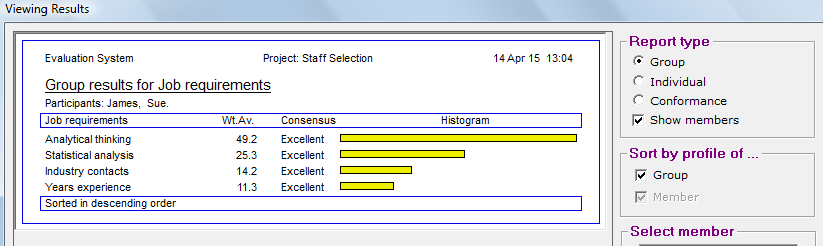 Viewing Results
Evaluation System Project: Staff Selection 14 Apr 15 13:04
Group results for Job requirements
Participants: James, Sue.
Job requirements Wt.Av. Consensus Histogram
Analytical thinking 49.2 Excellent
Statistical analysis 25.3 Excellent
Industry contacts 14.2 Excellent
Years experience 11.3 Excellent
Sorted in descending order
Report type
Group
Individual
Conformance
Show members
Sort by profile of ...
Group
Member
Select member